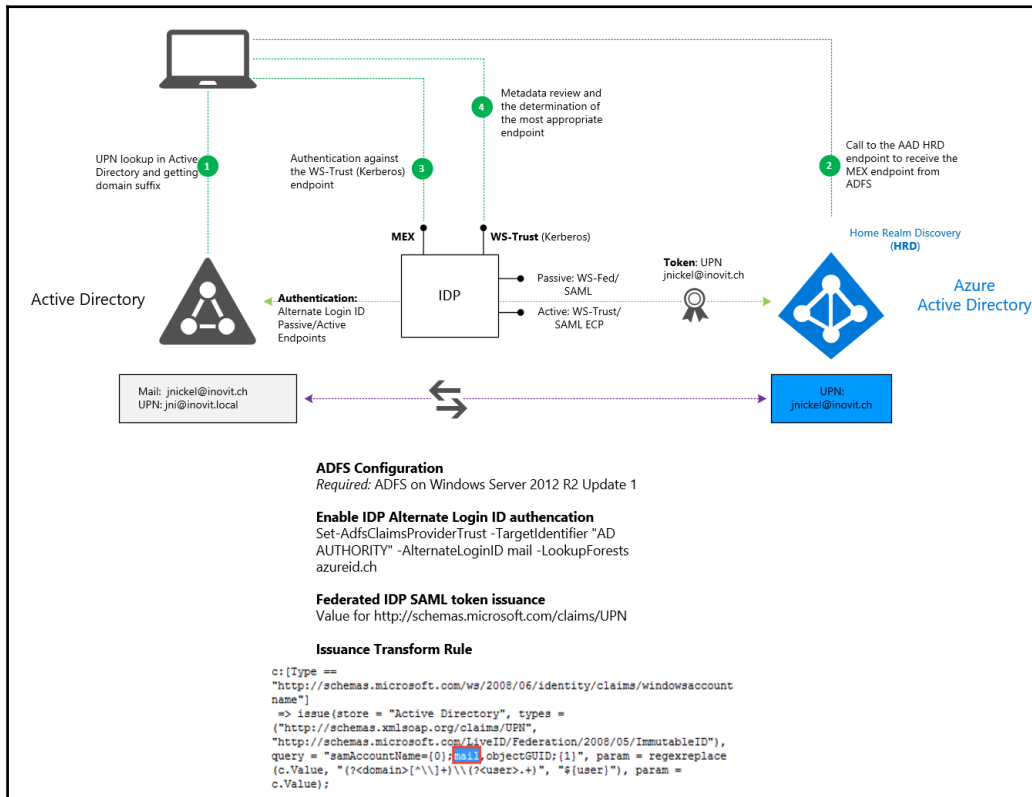 4
Metadata review and
the determination of
the most appropriate
endpoint
1
UPN lookup in Active
Directory and getting
domain suffix
3
Authentication against
the WS-Trust (Kerberos)
endpoint
2
Call to the AAD HRD
endpoint to receive the
MEX endpoint from
ADFS
MEX
WS-Trust (Kerberos)
Home Realm Discovery
(HRD)
Active Directory
Authentication:
Alternate Login ID
Passive/Active
Endpoints
IDP
Passive: WS-Fed/
SAML
Active: WS-Trust/
SAML ECP
Token: UPN
jnickel@inovit.ch
Azure
Active Directory
Mail: jnickel@inovit.ch
UPN: jni@inovit.local
UPN:
jnickel@inovit.ch
ADFS Configuration
Required: ADFS on Windows Server 2012 R2 Update 1
Enable IDP Alternate Login ID authencation
Set-AdfsClaimsProviderTrust -TargetIdentifier "AD
AUTHORITY" -AlternateLoginID mail -LookupForests
azureid.ch
Federated IDP SAML token issuance
Value for http://schemas.microsoft.com/claims/UPN
Issuance Transform Rule
c:[Type ==
"http://schemas.microsoft.com/ws/2008/06/identity/claims/windowsaccount
name"]
=> issue(store = "Active Directory", types =
("http://schemas.xmlsoap.org/claims/UPN",
"http://schemas.microsoft.com/LiveID/Federation/2008/05/ImmutableID"),
query = "samAccountName={0};mail,objectGUID;{1}", param = regexreplace
(c.Value, "(?<domain>[^\\]+)\\(?<user>.+)", "${user}"), param =
c.Value);